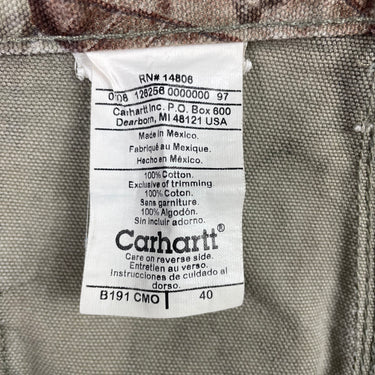 RN# 14806
0108 126256 0000000 97
Carhartt Inc. P.O. Box 600
Dearborn, MI 48121 USA
Made in Mexico.
Fabriqué au Mexique.
Hecho en México.
100% Cotton.
Exclusive of trimming.
100% Coton.
Sans garniture.
100% Algodón.
Sin incluir adorno.
Carhartt®
Care on reverse side.
Entretien au verso.
Instrucciones de cuidado al
dorso.
B191 CMO 40